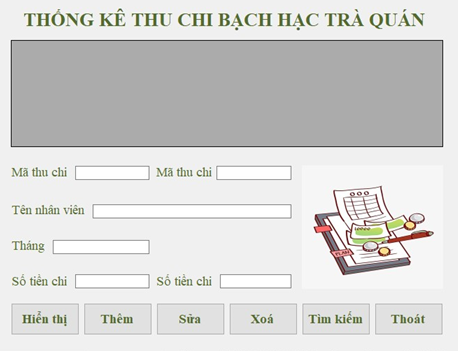 THỐNG KÊ THU CHI BẠCH HẠC TRÀ QUÁN
Mã thu chi Mã thu chi
Tên nhân viên
Tháng
Số tiền chi Số tiền chi
PLAN
Hiển thị Thêm Sửa Xoá Tìm kiếm Thoát